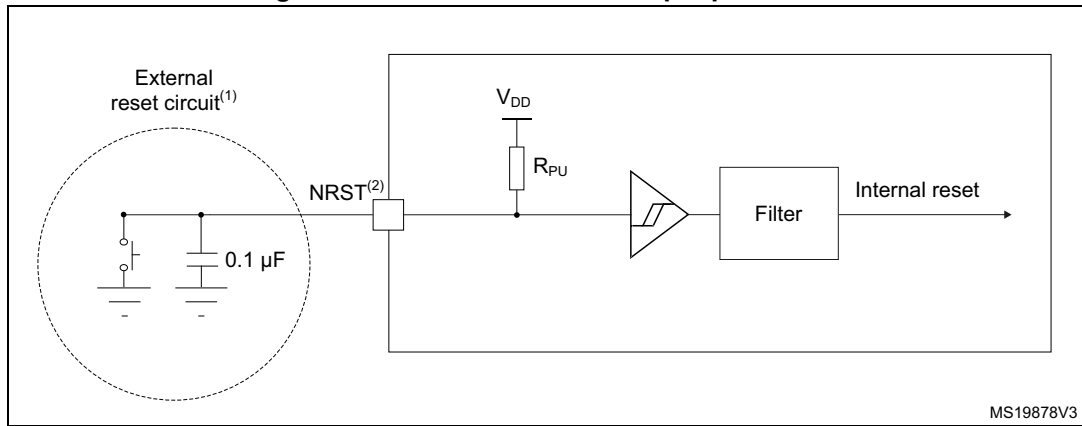 External
reset circuit(1)
VDD
RPU
NRST(2)
0.1 µF
Filter
Internal reset
MS19878V3